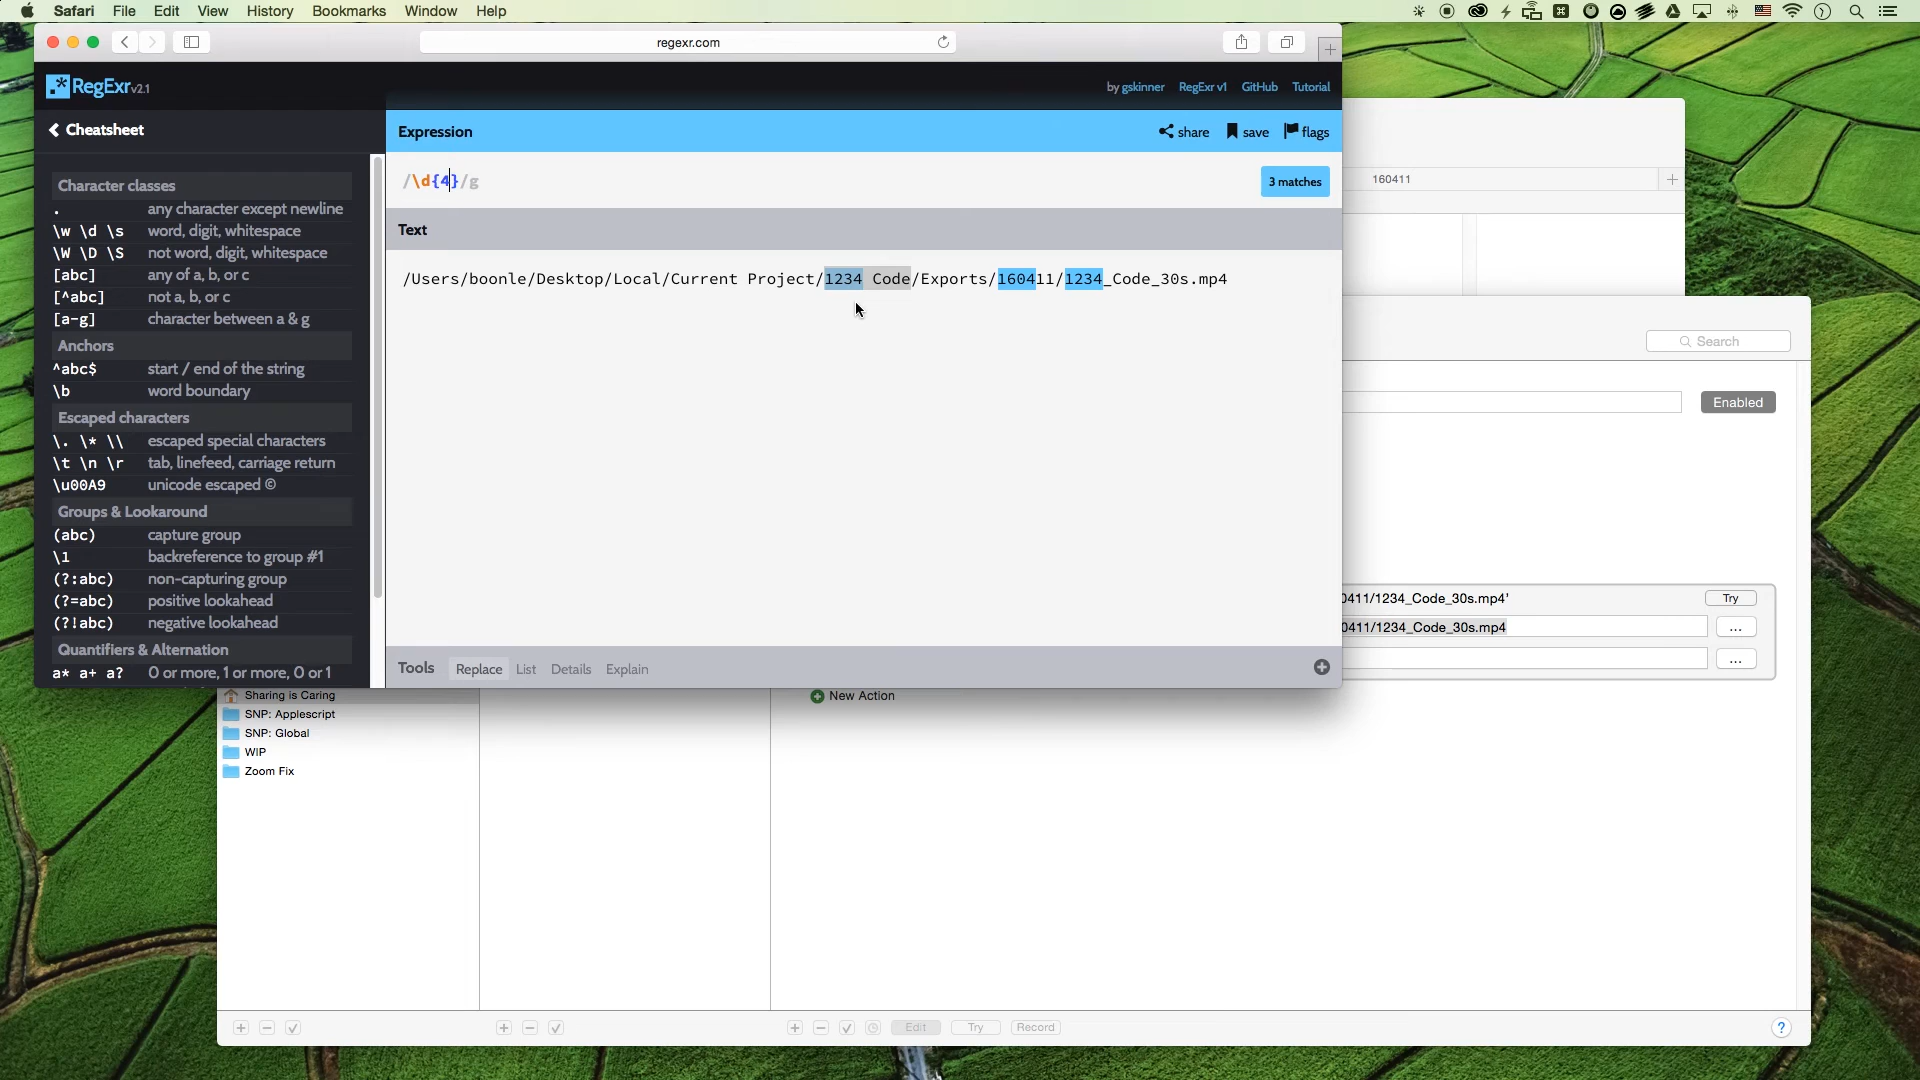 Safari File Edit View History Bookmarks Window Help
regexr.com
RegExr v2.1
by gskinner RegExr v1 GitHub Tutorial
Cheatsheet
Character classes
. any character except newline
\w \d \s word, digit, whitespace
\W \D \S not word, digit, whitespace
[abc] any of a, b, or c
[^abc] not a, b, or c
[a-g] character between a & g
Anchors
^abc$ start / end of the string
\b word boundary
Escaped characters
\. \* \\ escaped special characters
\t \n \r tab, linefeed, carriage return
\u00A9 unicode escaped ©
Groups & Lookaround
(abc) capture group
\1 backreference to group #1
(?:abc) non-capturing group
(?=abc) positive lookahead
(?!abc) negative lookahead
Quantifiers & Alternation
a* a+ a? 0 or more, 1 or more, 0 or 1
Expression
share save flags
/\d{4}/g
3 matches
Text
/Users/boonle/Desktop/Local/Current Project/1234 Code/Exports/160411/1234_Code_30s.mp4
Tools Replace List Details Explain
160411
Search
Enabled
0411/1234_Code_30s.mp4'
Try
0411/1234_Code_30s.mp4
...
...
New Action
Sharing is Caring
SNP: Applescript
SNP: Global
WIP
Zoom Fix
Edit Try Record
?